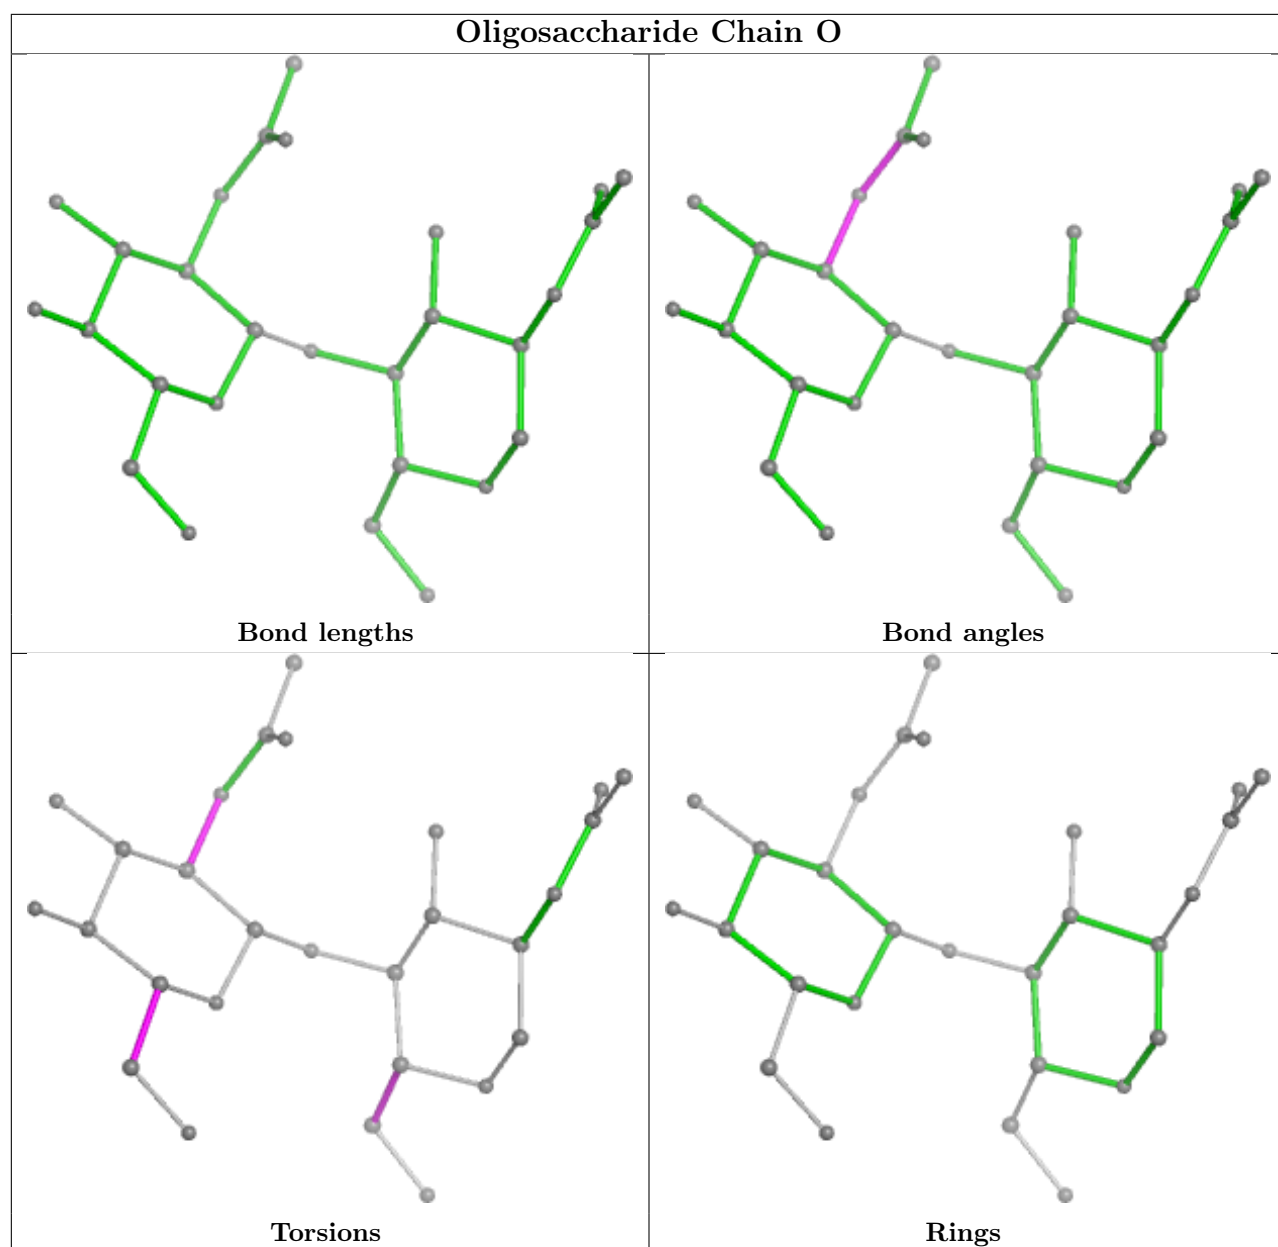 Oligosaccharide Chain O
Bond lengths
Bond angles
Torsions
Rings